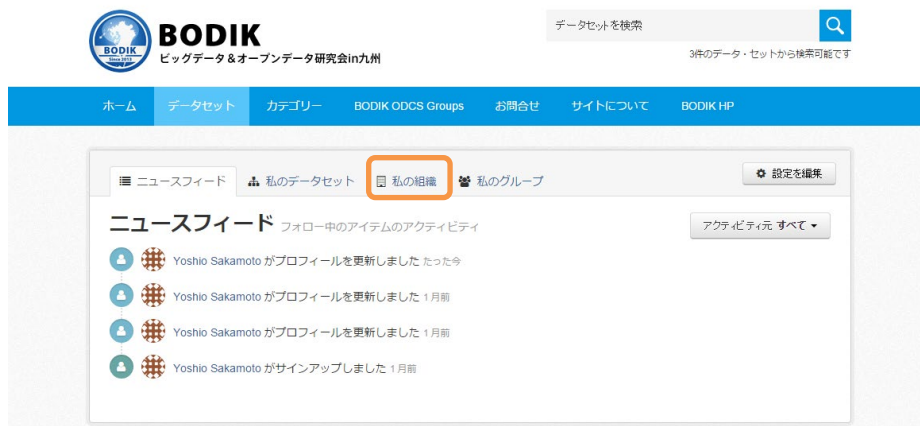 BODIK
Since 2013
BODIK
ビッグデータ＆オープンデータ研究会in九州
データセットを検索
3件のデータ・セットから検索可能です
ホーム データセット カテゴリー BODIK ODCS Groups お問合せ サイトについて BODIK HP
ニュースフィード 私のデータセット 私の組織 私のグループ 設定を編集
ニュースフィード フォロー中のアイテムのアクティビティ アクティビティ元 すべて
Yoshio Sakamoto がプロフィールを更新しました たった今
Yoshio Sakamoto がプロフィールを更新しました 1月前
Yoshio Sakamoto がプロフィールを更新しました 1月前
Yoshio Sakamoto がサインアップしました 1月前